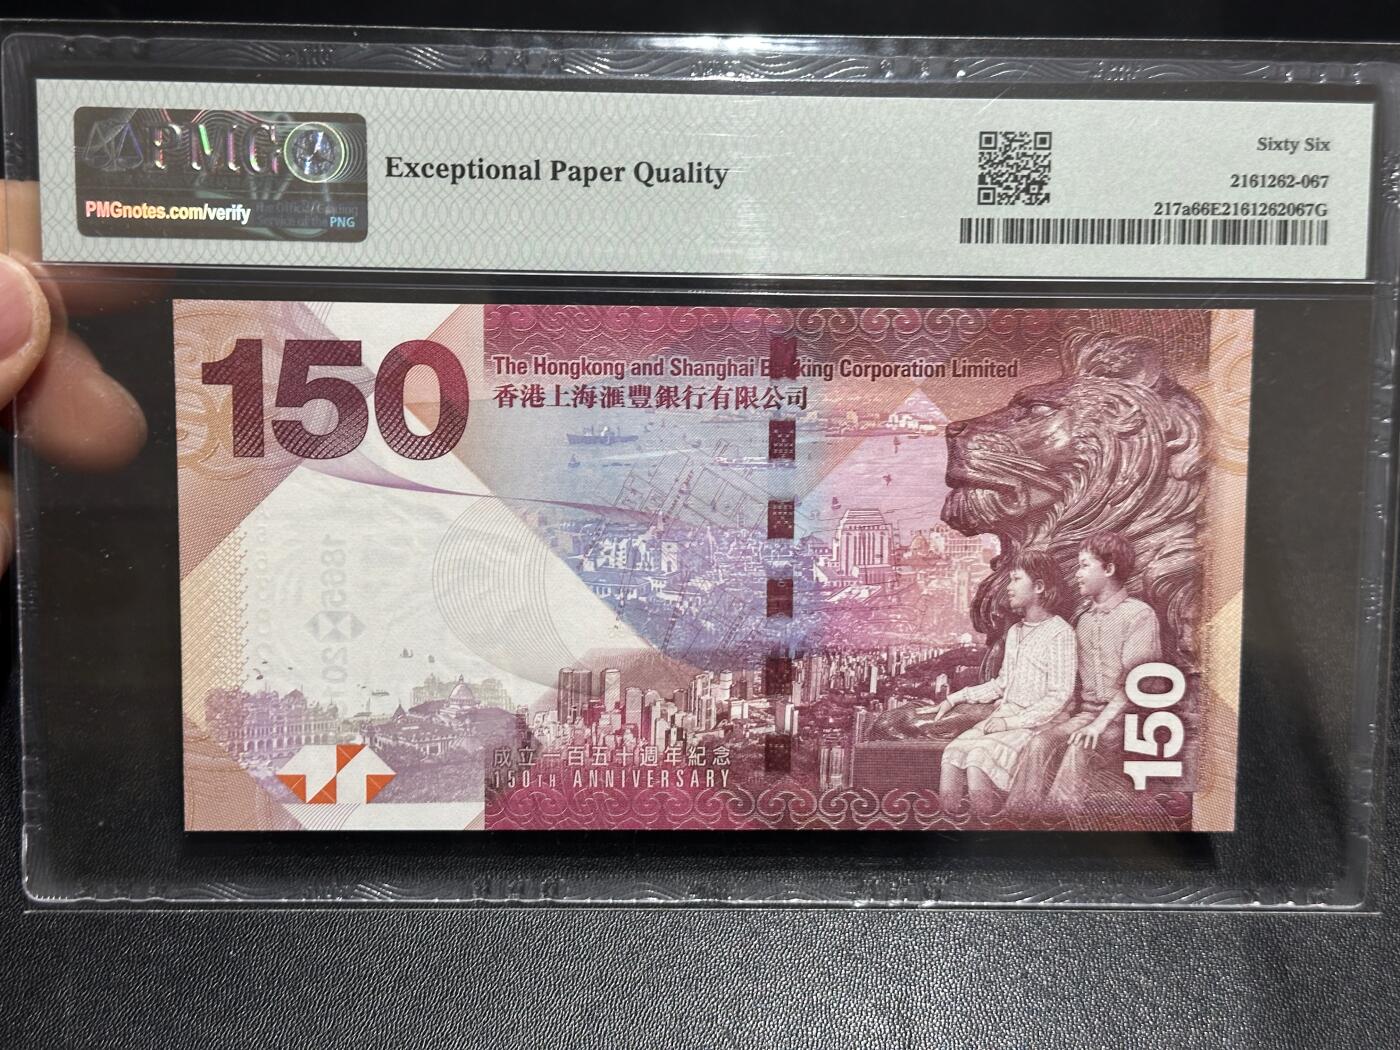 PMG
PMGnotes.com/verify
PNG
Exceptional Paper Quality
Sixty Six
2161262-067
217a66E2161262067G
150
The Hongkong and Shanghai Banking Corporation Limited
香港上海滙豐銀行有限公司
成立一百五十週年紀念
150TH ANNIVERSARY
150